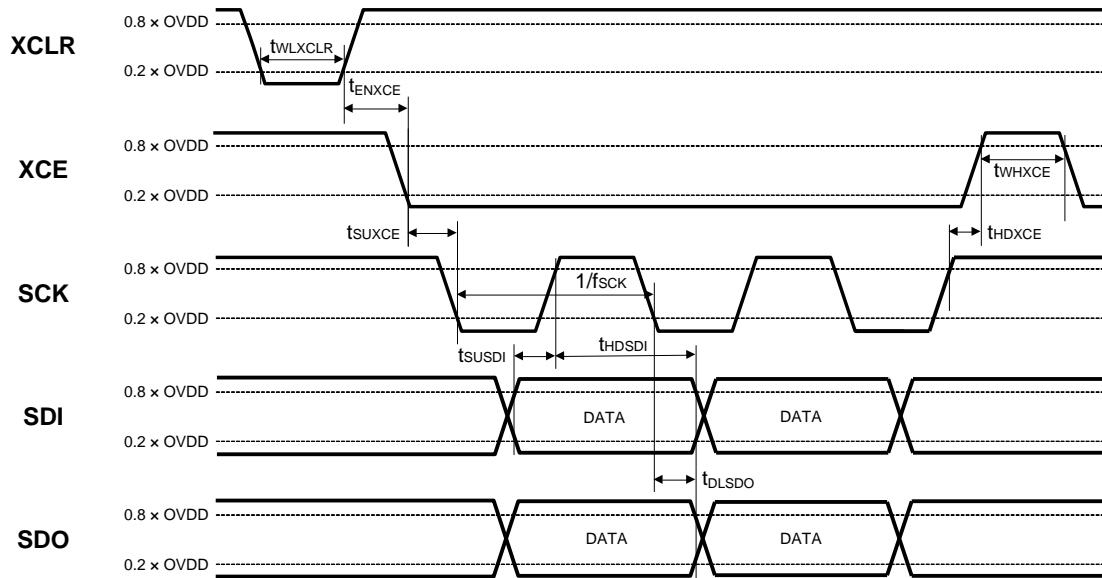 0.8 × OVDD
XCLR
tWLXCLR
0.2 × OVDD
tENXCE
0.8 × OVDD
XCE
tWHXCE
0.2 × OVDD
tSUXCE
tHDXCE
0.8 × OVDD
SCK
1/fSCK
0.2 × OVDD
tSUSDI
tHDSDI
0.8 × OVDD
SDI
DATA
DATA
0.2 × OVDD
tDLSDO
0.8 × OVDD
SDO
DATA
DATA
0.2 × OVDD